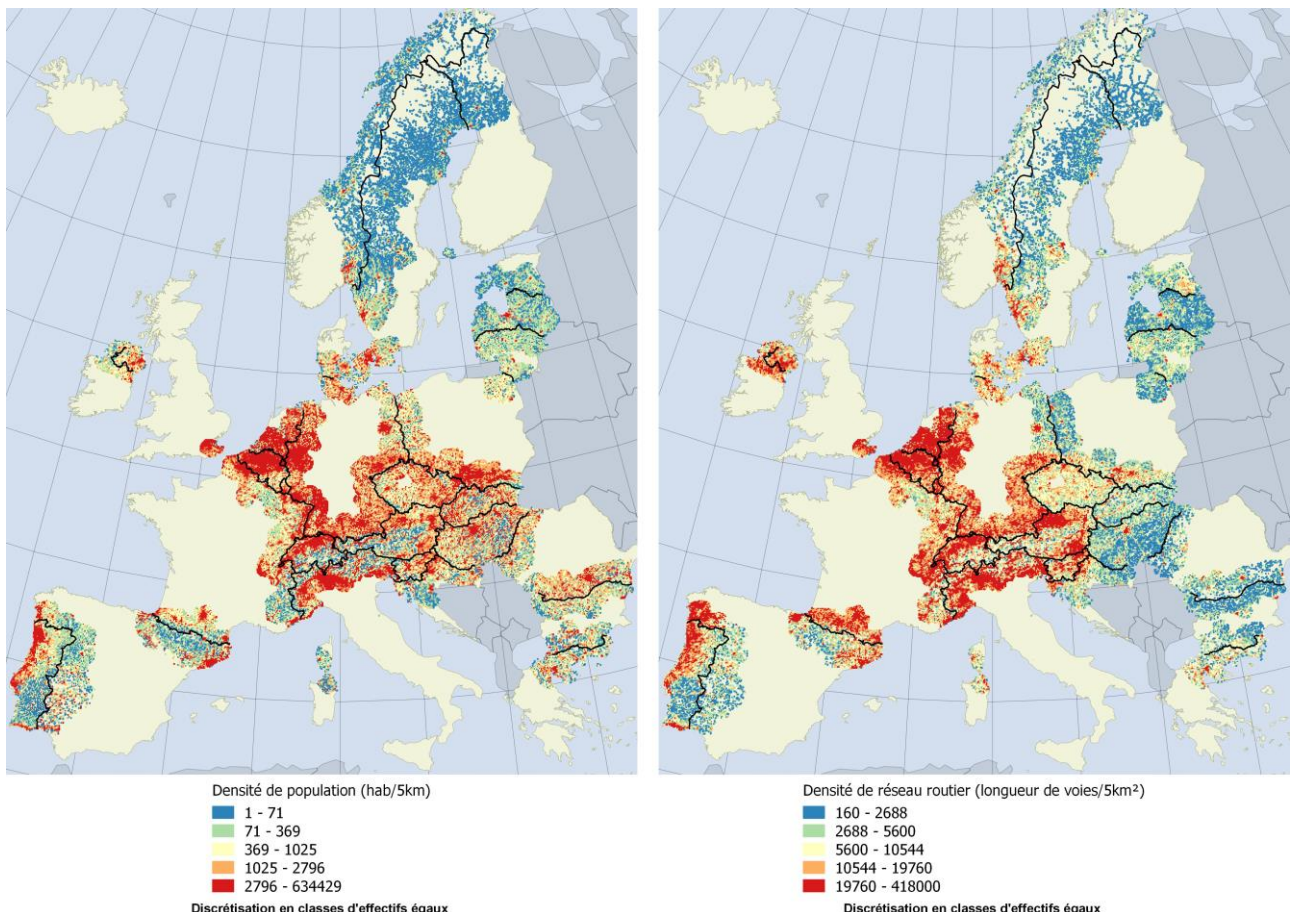 Densité de population (hab/5km)
1 - 71
71 - 369
369 - 1025
1025 - 2796
2796 - 634429
Discrétisation en classes d'effectifs égaux
Densité de réseau routier (longueur de voies/5km²)
160 - 2688
2688 - 5600
5600 - 10544
10544 - 19760
19760 - 418000
Discrétisation en classes d'effectifs égaux